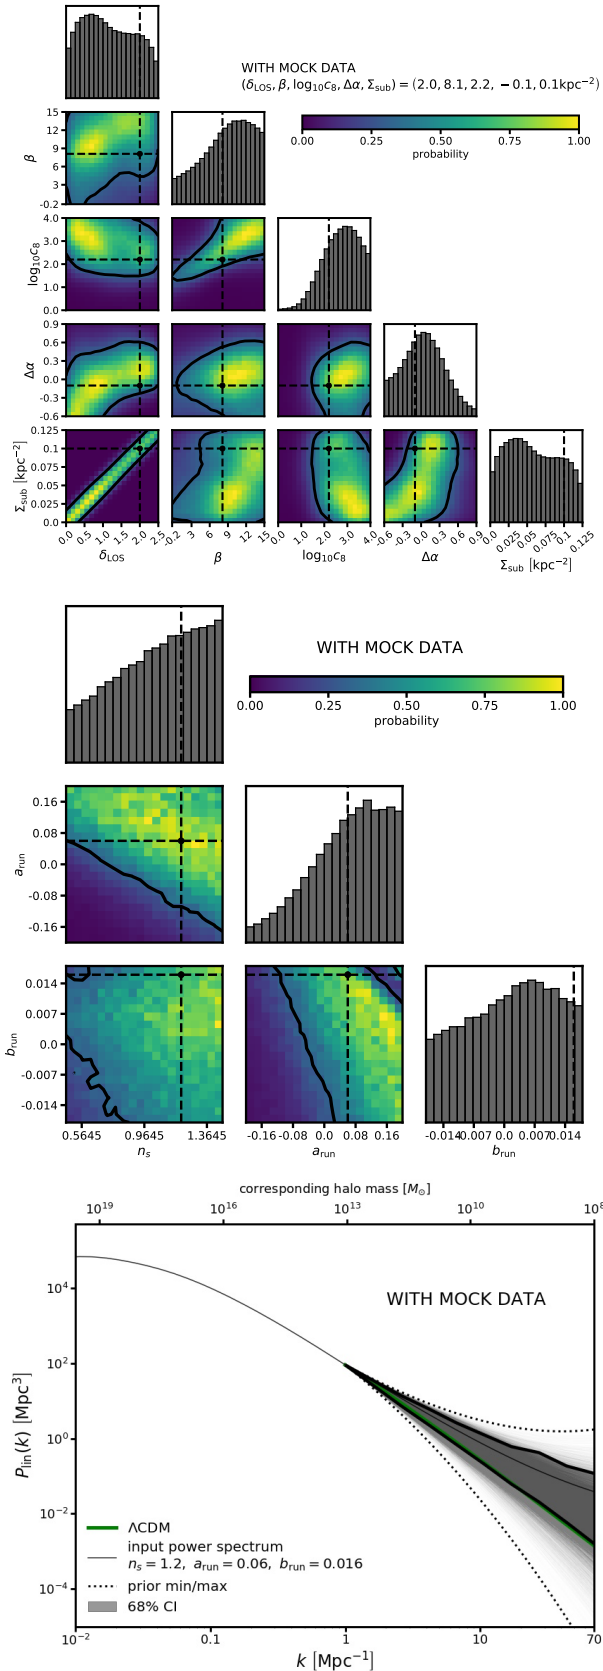 WITH MOCK DATA
(δLOS, β, log10c8, Δα, Σsub) = (2.0, 8.1, 2.2, −0.1, 0.1kpc−2)
0.00 0.25 0.50 0.75 1.00
probability
15
12
9
6
3
-0.2
β
4.0
3.0
2.0
1.0
0.0
log10c8
0.9
0.6
0.3
0.0
-0.3
-0.6
Δα
0.125
0.1
0.075
0.05
0.025
0.0
Σsub [kpc−2]
0.0 0.5 1.0 1.5 2.0 2.5
-0.2 3 6 9 12 15
0.0 1.0 2.0 3.0 4.0
-0.6 -0.3 0.0 0.3 0.6 0.9
0.0 0.025 0.05 0.075 0.1 0.125
δLOS β log10c8 Δα Σsub [kpc−2]
WITH MOCK DATA
0.00 0.25 0.50 0.75 1.00
probability
0.16
0.08
0.0
-0.08
-0.16
arun
0.014
0.007
0.0
-0.007
-0.014
brun
0.5645 0.9645 1.3645
-0.16 -0.08 0.0 0.08 0.16
-0.014 -0.007 0.0 0.007 0.014
ns arun brun
corresponding halo mass [M⊙]
10^19 10^16 10^13 10^10 10^8
WITH MOCK DATA
10^4
10^2
10^0
10^−2
10^−4
Plin(k) [Mpc3]
ΛCDM
input power spectrum
ns = 1.2, arun = 0.06, brun = 0.016
prior min/max
68% CI
10^−2 0.1 1 10 70
k [Mpc−1]